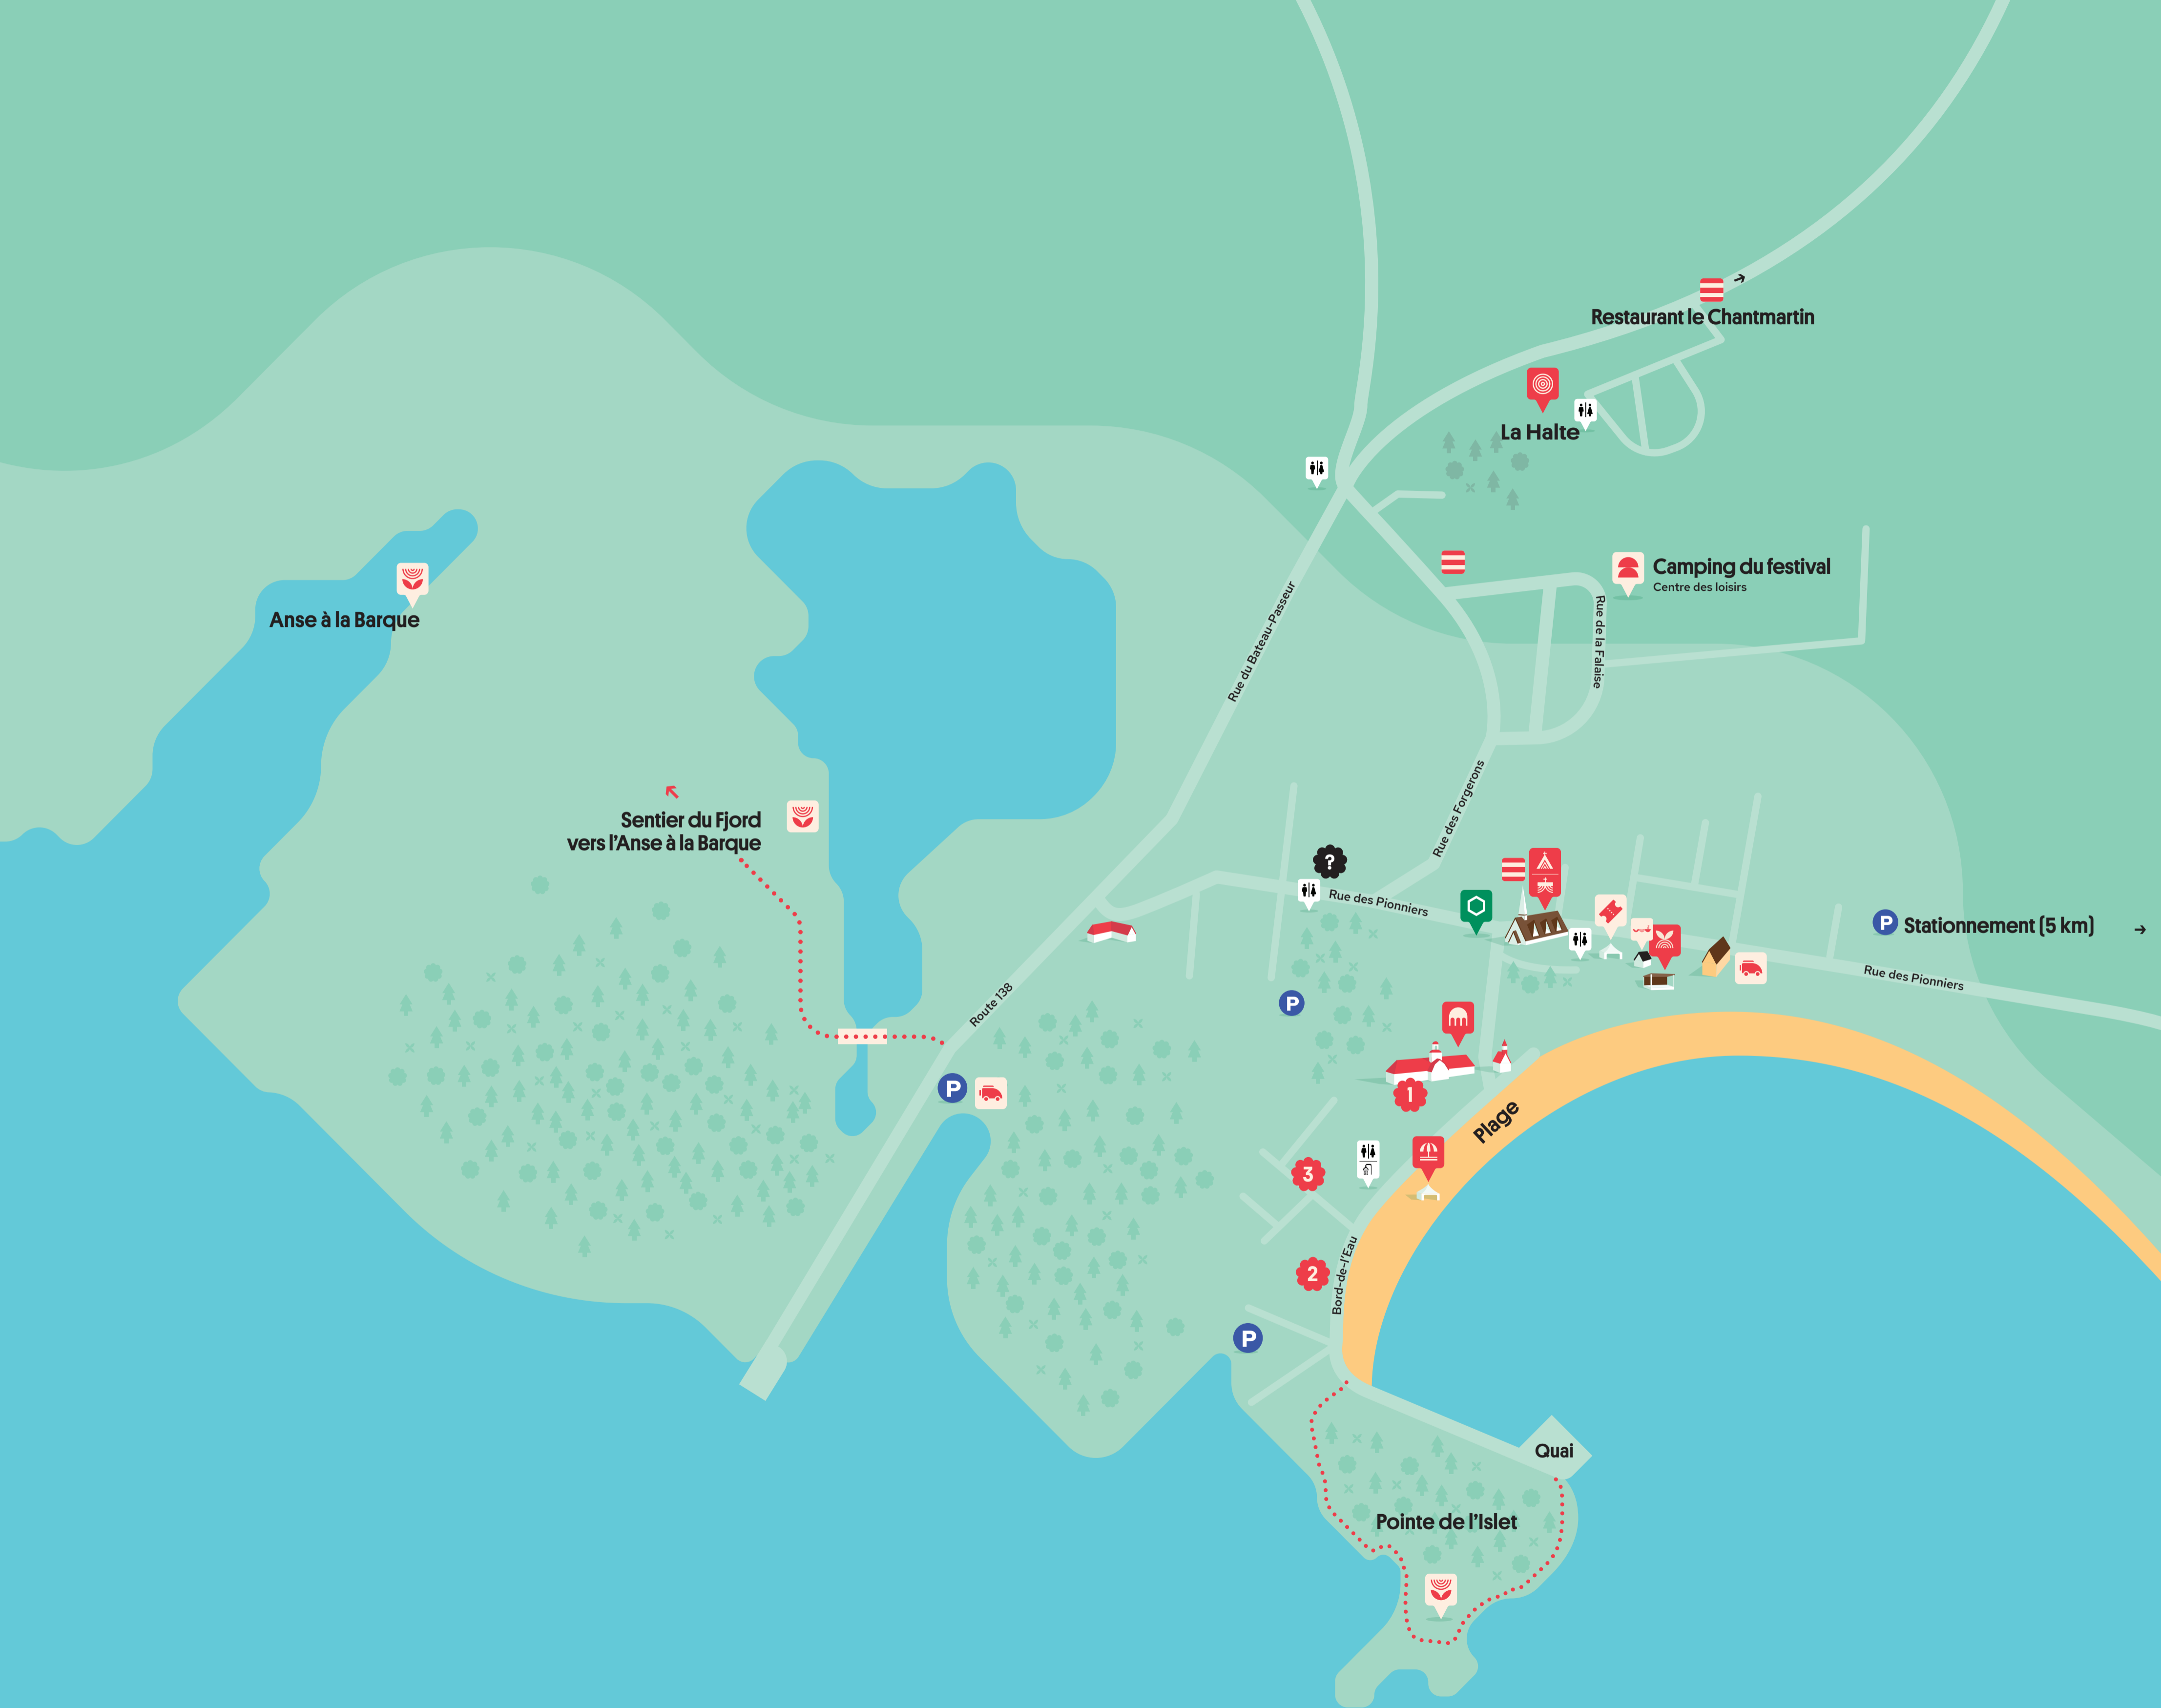 Restaurant le Chantmartin
La Halte
Camping du festival
Centre des loisirs
Anse à la Barque
Rue du Bateau-Passeur
Rue de la Falaise
Sentier du Fjord
vers l'Anse à la Barque
Rue des Forgerons
?
Rue des Pionniers
P Stationnement (5 km)
Rue des Pionniers
P
Route 138
P
1
Plage
3
2
Bord-de-l'Eau
P
Quai
Pointe de l'Islet